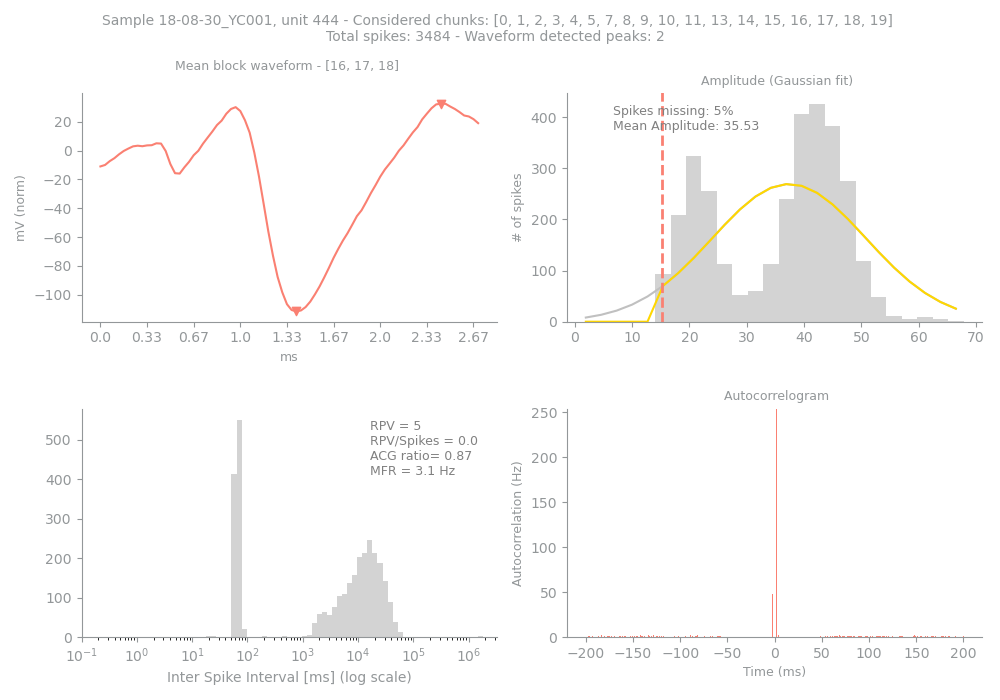 Sample 18-08-30_YC001, unit 444 - Considered chunks: [0, 1, 2, 3, 4, 5, 7, 8, 9, 10, 11, 13, 14, 15, 16, 17, 18, 19]
Total spikes: 3484 - Waveform detected peaks: 2
Mean block waveform - [16, 17, 18]
mV (norm)
20
0
−20
−40
−60
−80
−100
0.0 0.33 0.67 1.0 1.33 1.67 2.0 2.33 2.67
ms
Amplitude (Gaussian fit)
Spikes missing: 5%
Mean Amplitude: 35.53
# of spikes
400
300
200
100
0
0 10 20 30 40 50 60 70
500
400
300
200
100
0
RPV = 5
RPV/Spikes = 0.0
ACG ratio= 0.87
MFR = 3.1 Hz
10⁻¹ 10⁰ 10¹ 10² 10³ 10⁴ 10⁵ 10⁶
Inter Spike Interval [ms] (log scale)
Autocorrelogram
Autocorrelation (Hz)
250
200
150
100
50
0
−200 −150 −100 −50 0 50 100 150 200
Time (ms)